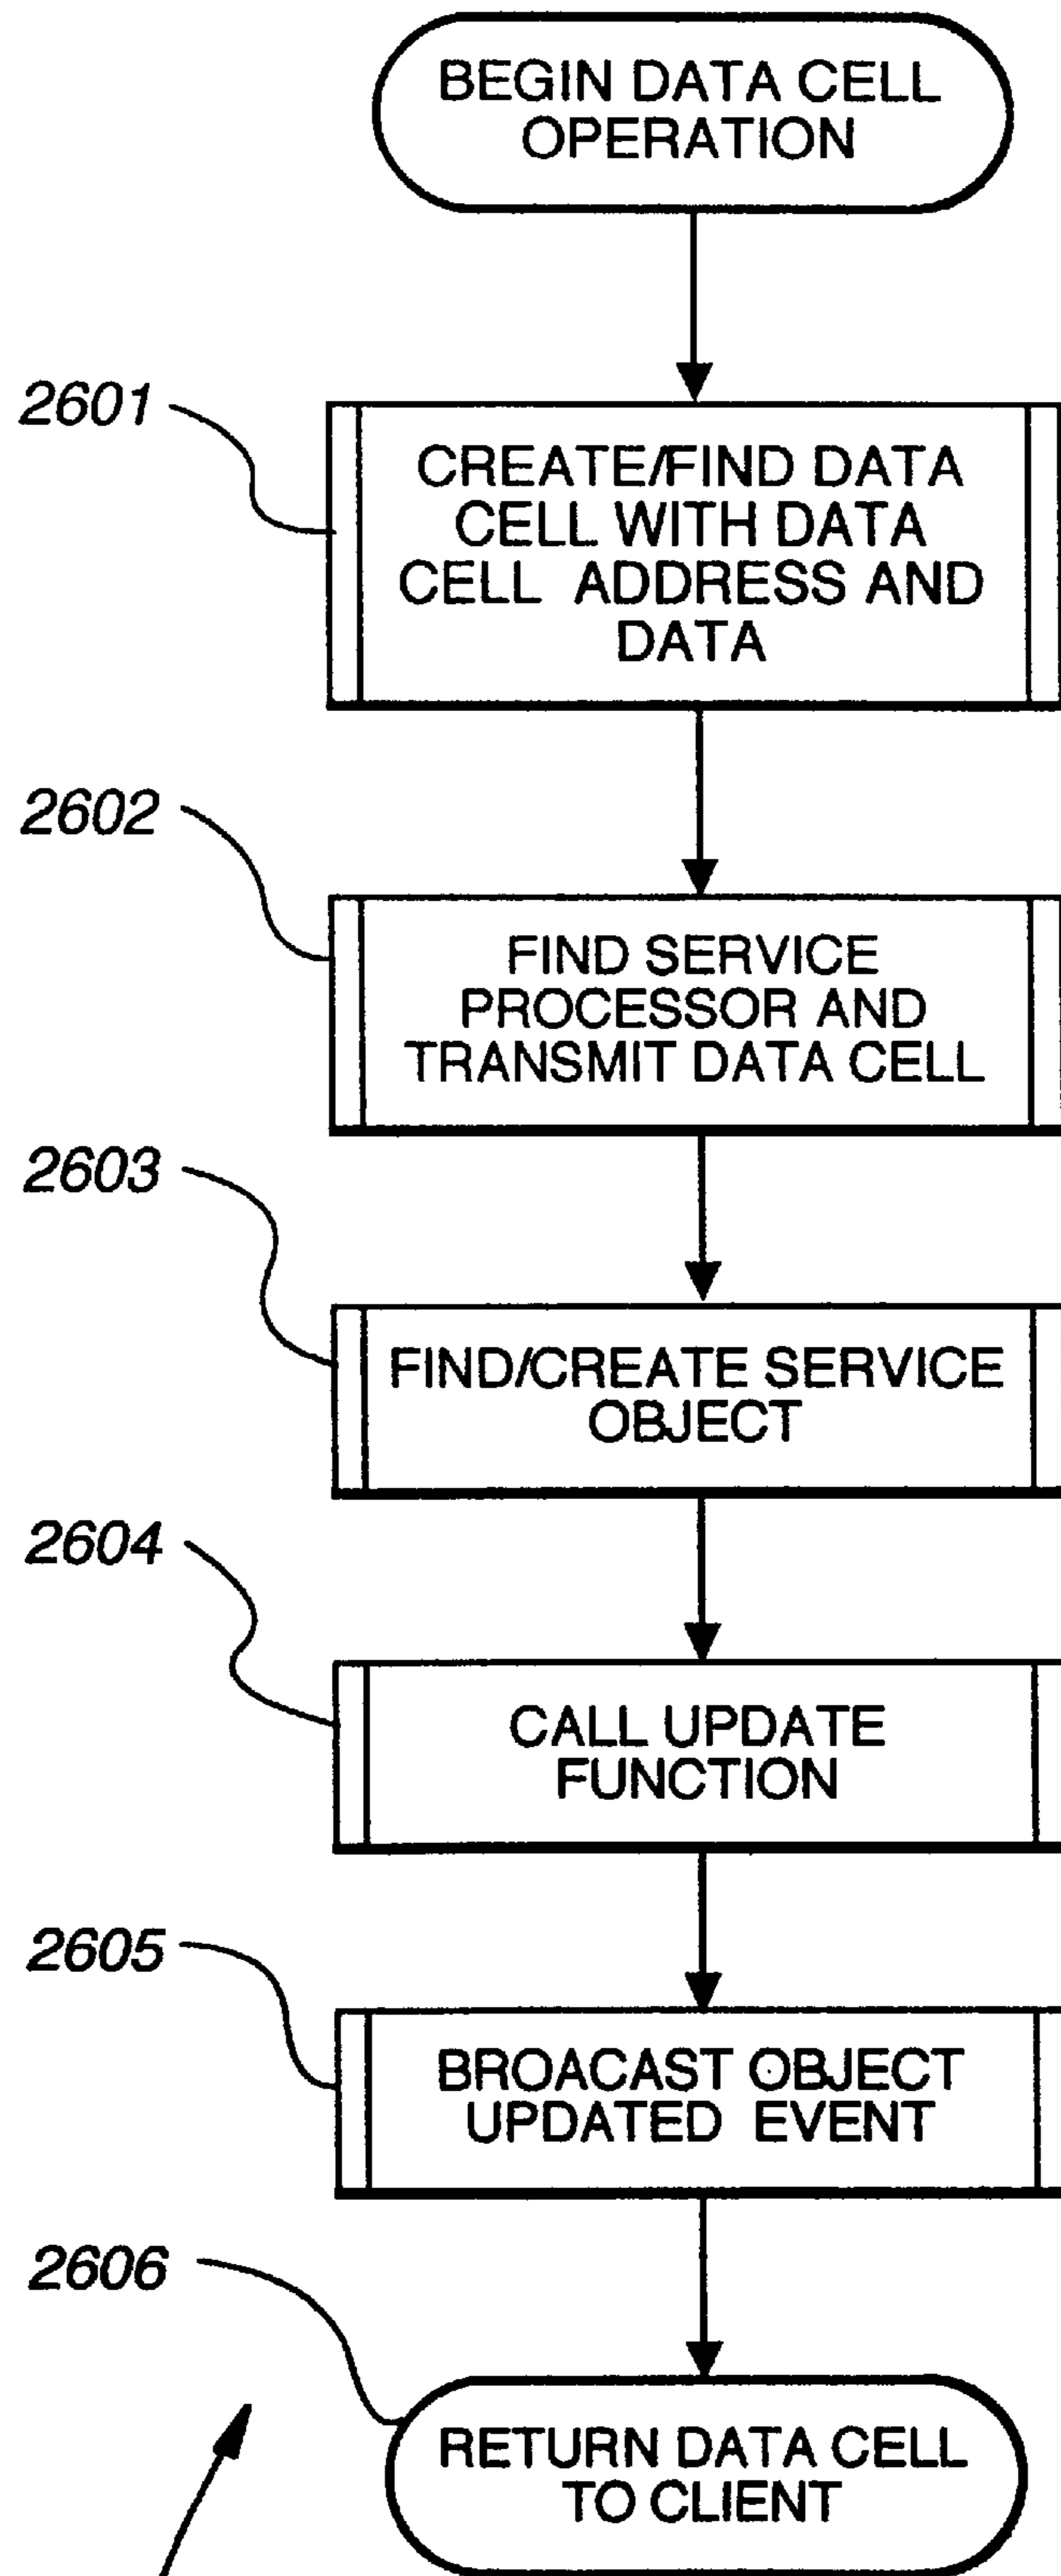 BEGIN DATA CELL
OPERATION
2601
CREATE/FIND DATA
CELL WITH DATA
CELL ADDRESS AND
DATA
2602
FIND SERVICE
PROCESSOR AND
TRANSMIT DATA CELL
2603
FIND/CREATE SERVICE
OBJECT
2604
CALL UPDATE
FUNCTION
2605
BROACAST OBJECT
UPDATED EVENT
2606
RETURN DATA CELL
TO CLIENT